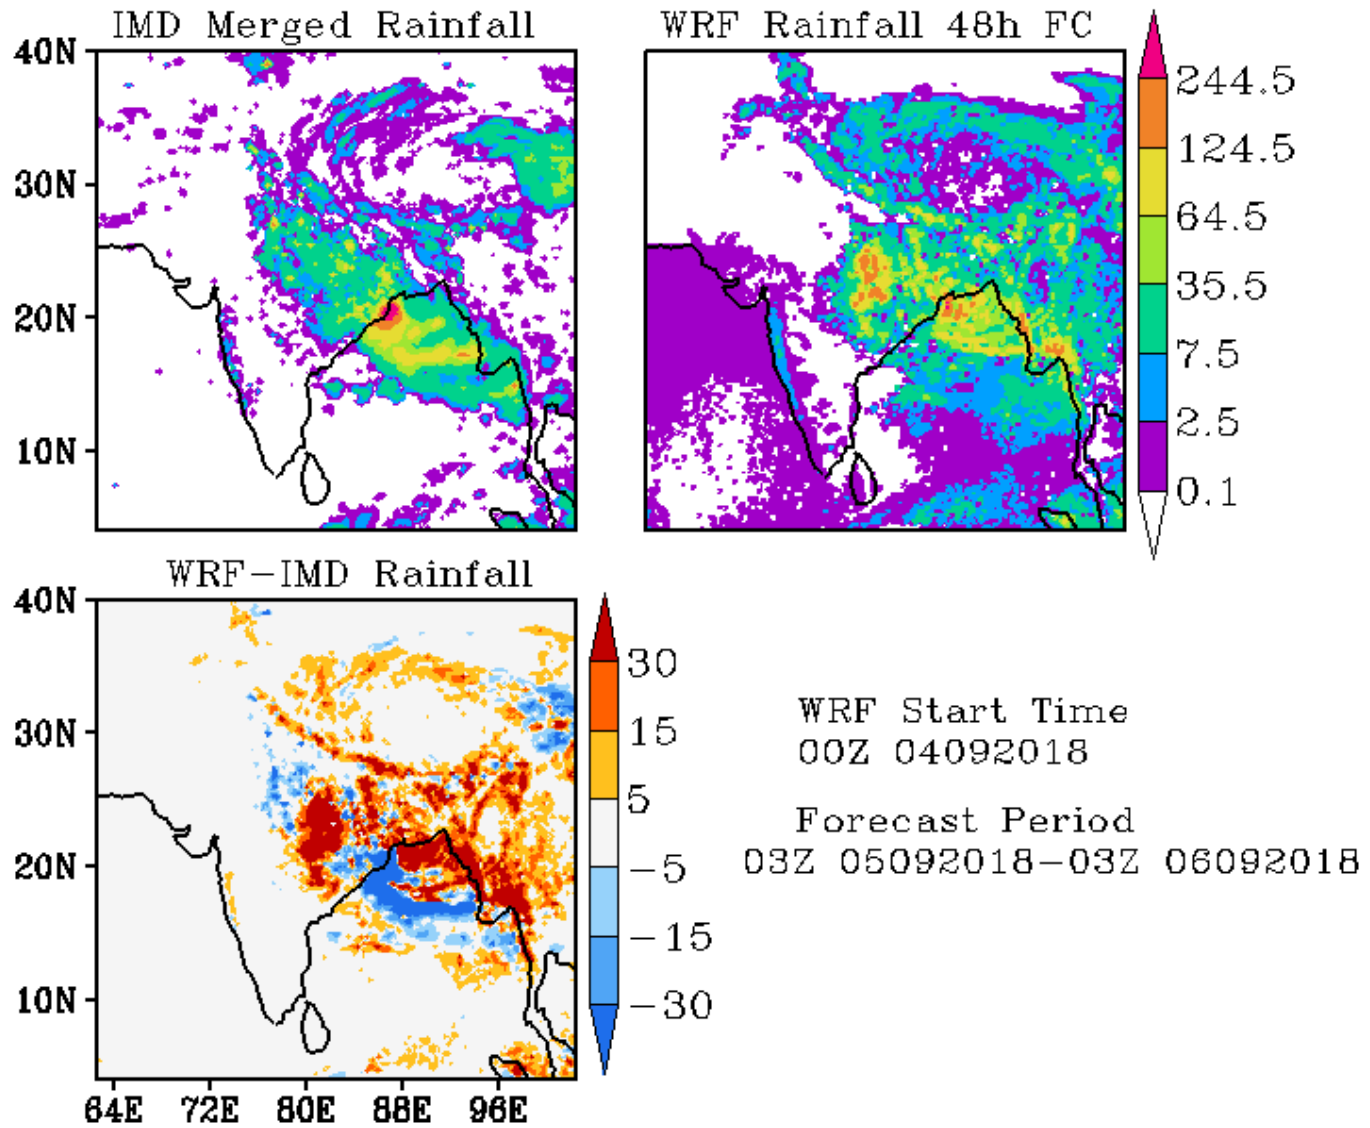 IMD Merged Rainfall
WRF Rainfall 48h FC
40N
30N
20N
10N
244.5
124.5
64.5
35.5
7.5
2.5
0.1
WRF-IMD Rainfall
40N
30N
20N
10N
64E 72E 80E 88E 96E
30
15
5
-5
-15
-30
WRF Start Time
00Z 04092018
Forecast Period
03Z 05092018-03Z 06092018